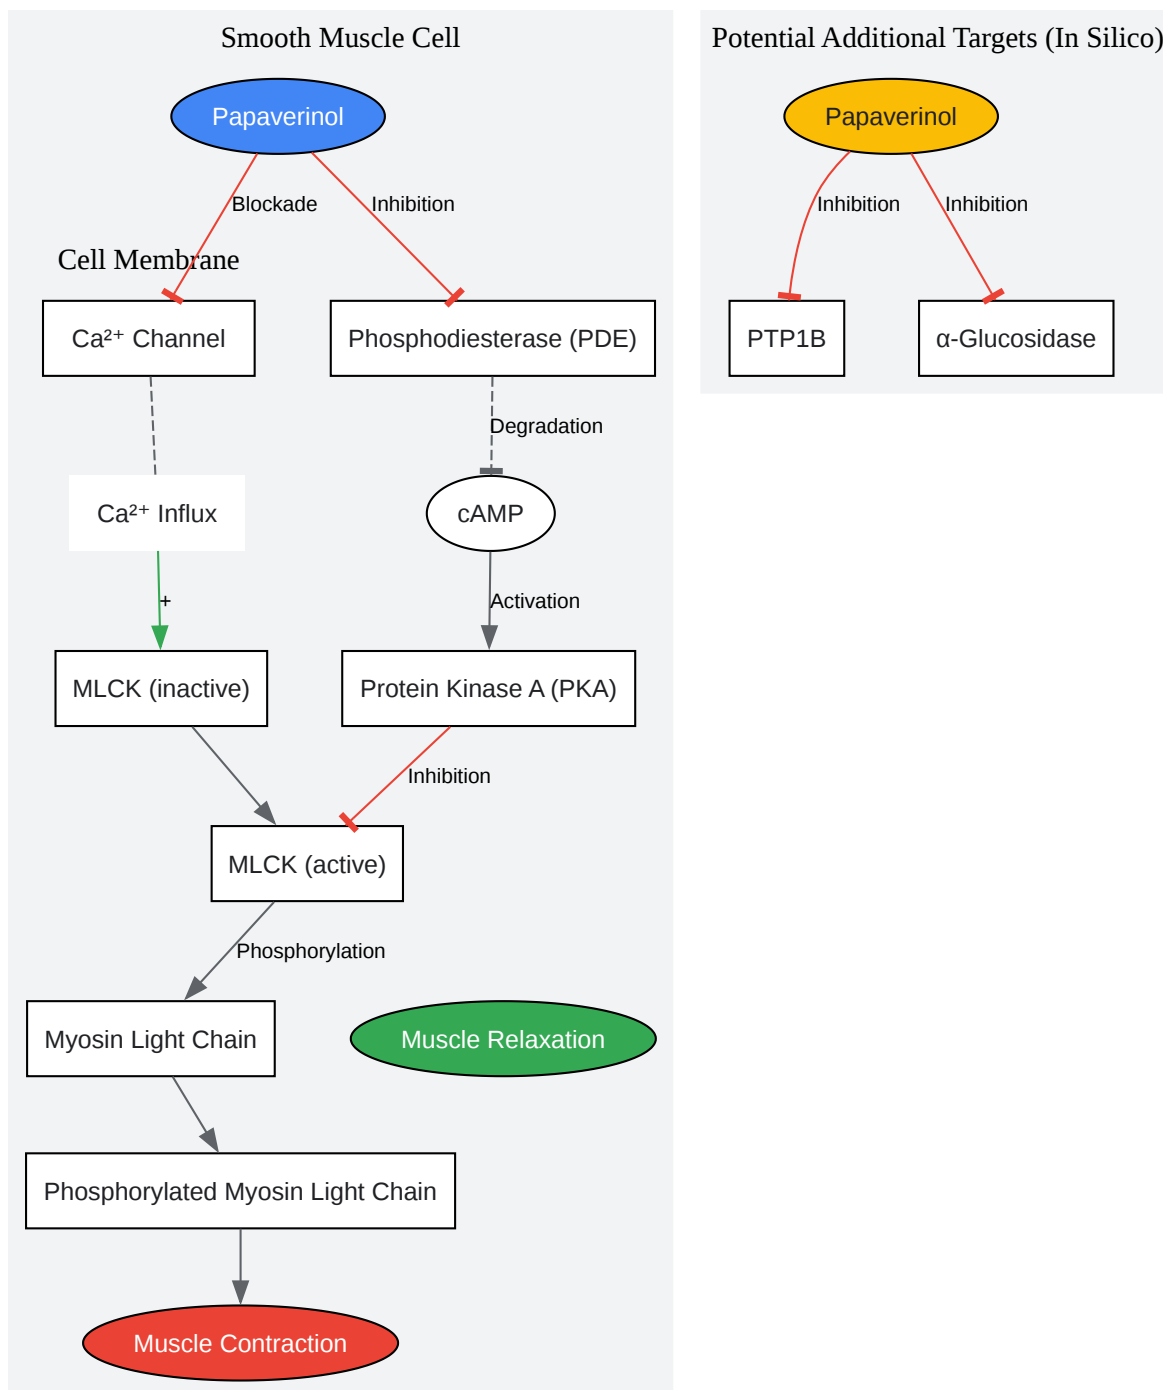 Smooth Muscle Cell
Potential Additional Targets (In Silico)
Papaverinol
Papaverinol
Blockade
Inhibition
Inhibition
Inhibition
Cell Membrane
Ca²⁺ Channel
Phosphodiesterase (PDE)
PTP1B
α-Glucosidase
Degradation
Ca²⁺ Influx
cAMP
+
Activation
MLCK (inactive)
Protein Kinase A (PKA)
Inhibition
MLCK (active)
Phosphorylation
Myosin Light Chain
Muscle Relaxation
Phosphorylated Myosin Light Chain
Muscle Contraction